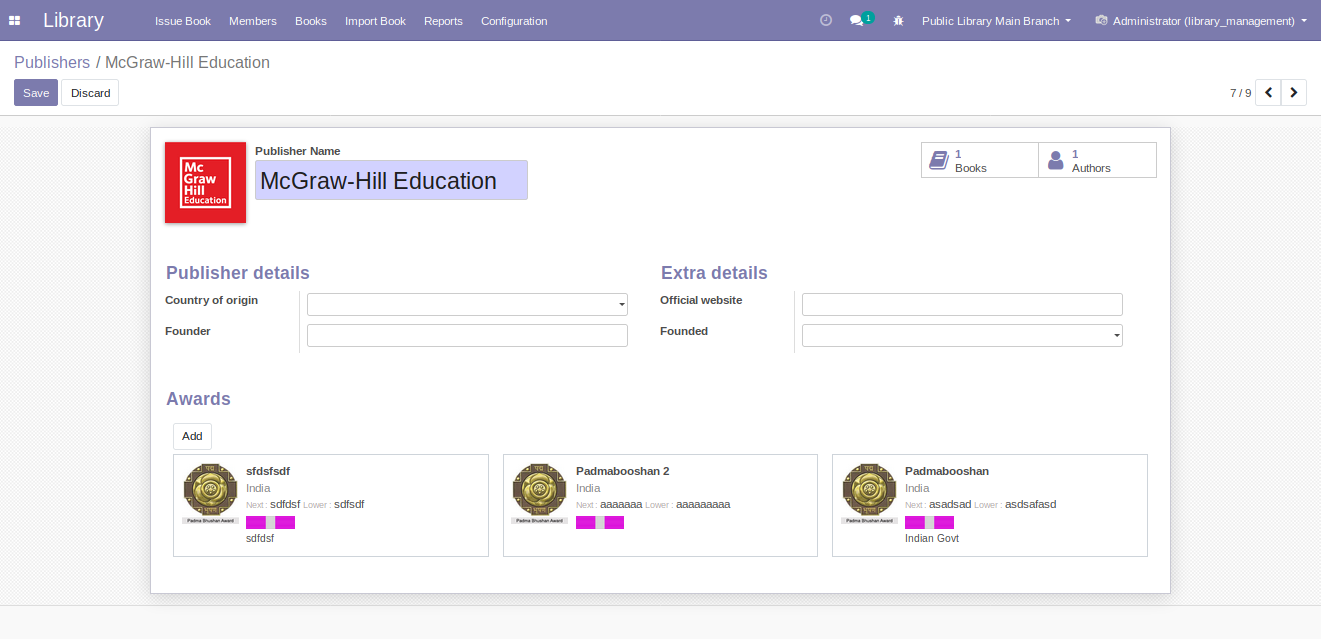 Library Issue Book Members Books Import Book Reports Configuration 1 Public Library Main Branch Administrator (library_management)
Publishers / McGraw-Hill Education
Save Discard 7 / 9
Mc
Graw
Hill
Education
Publisher Name
McGraw-Hill Education
1
Books
1
Authors
Publisher details
Country of origin
Founder
Extra details
Official website
Founded
Awards
Add
Padma Bhushan Award
sfdsfsdf
India
Next : sdfdsf Lower : sdfsdf
sdfdsf
Padma Bhushan Award
Padmabooshan 2
India
Next : aaaaaaa Lower : aaaaaaaaa
Padma Bhushan Award
Padmabooshan
India
Next : asadsad Lower : asdsafasd
Indian Govt